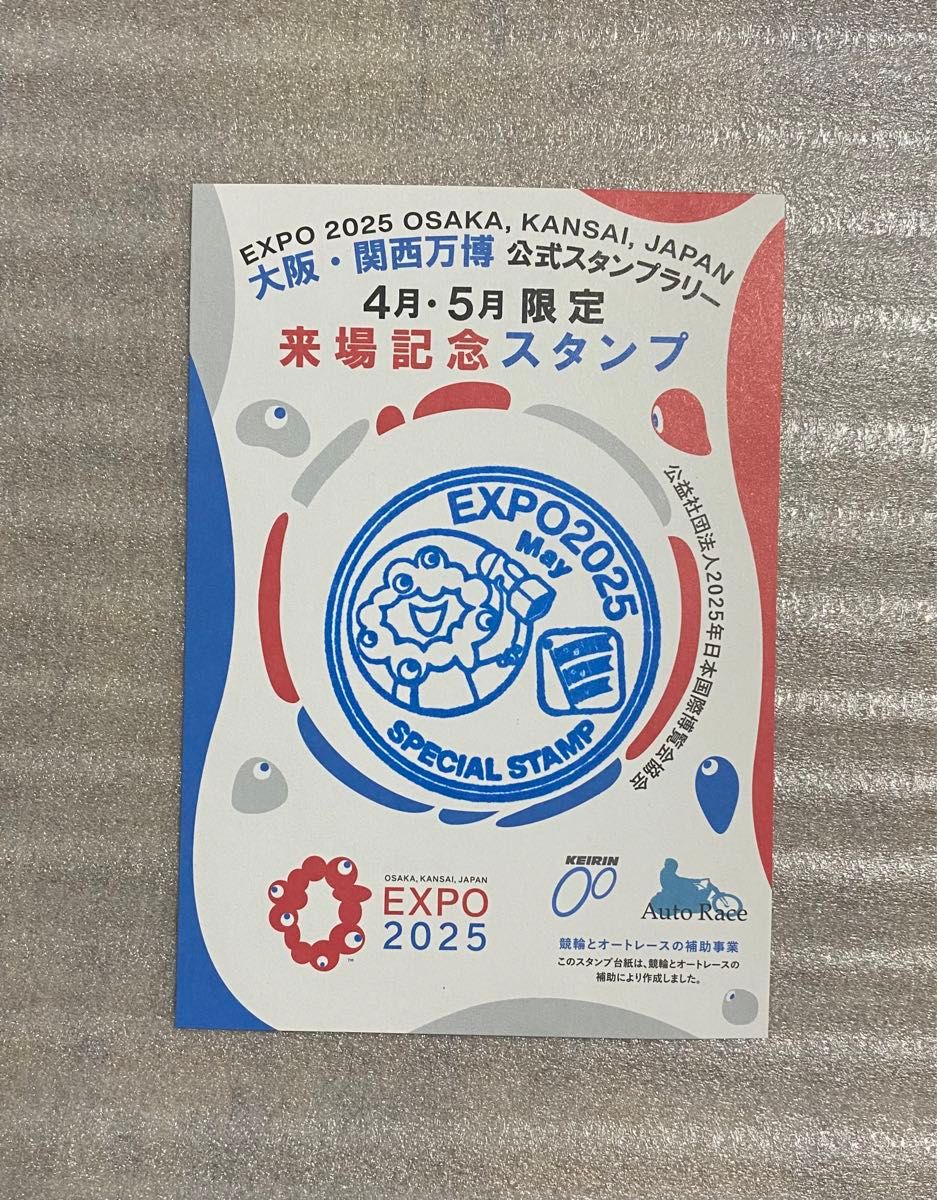 EXPO 2025 OSAKA, KANSAI, JAPAN
大阪・関西万博 公式スタンプラリー
4月・5月 限定
来場記念スタンプ
EXPO2025
May
SPECIAL STAMP
公益社団法人2025年日本国際博覧会協会
OSAKA, KANSAI, JAPAN
EXPO
2025
TM
KEIRIN
Auto Race
競輪とオートレースの補助事業
このスタンプ台紙は、競輪とオートレースの
補助により作成しました。